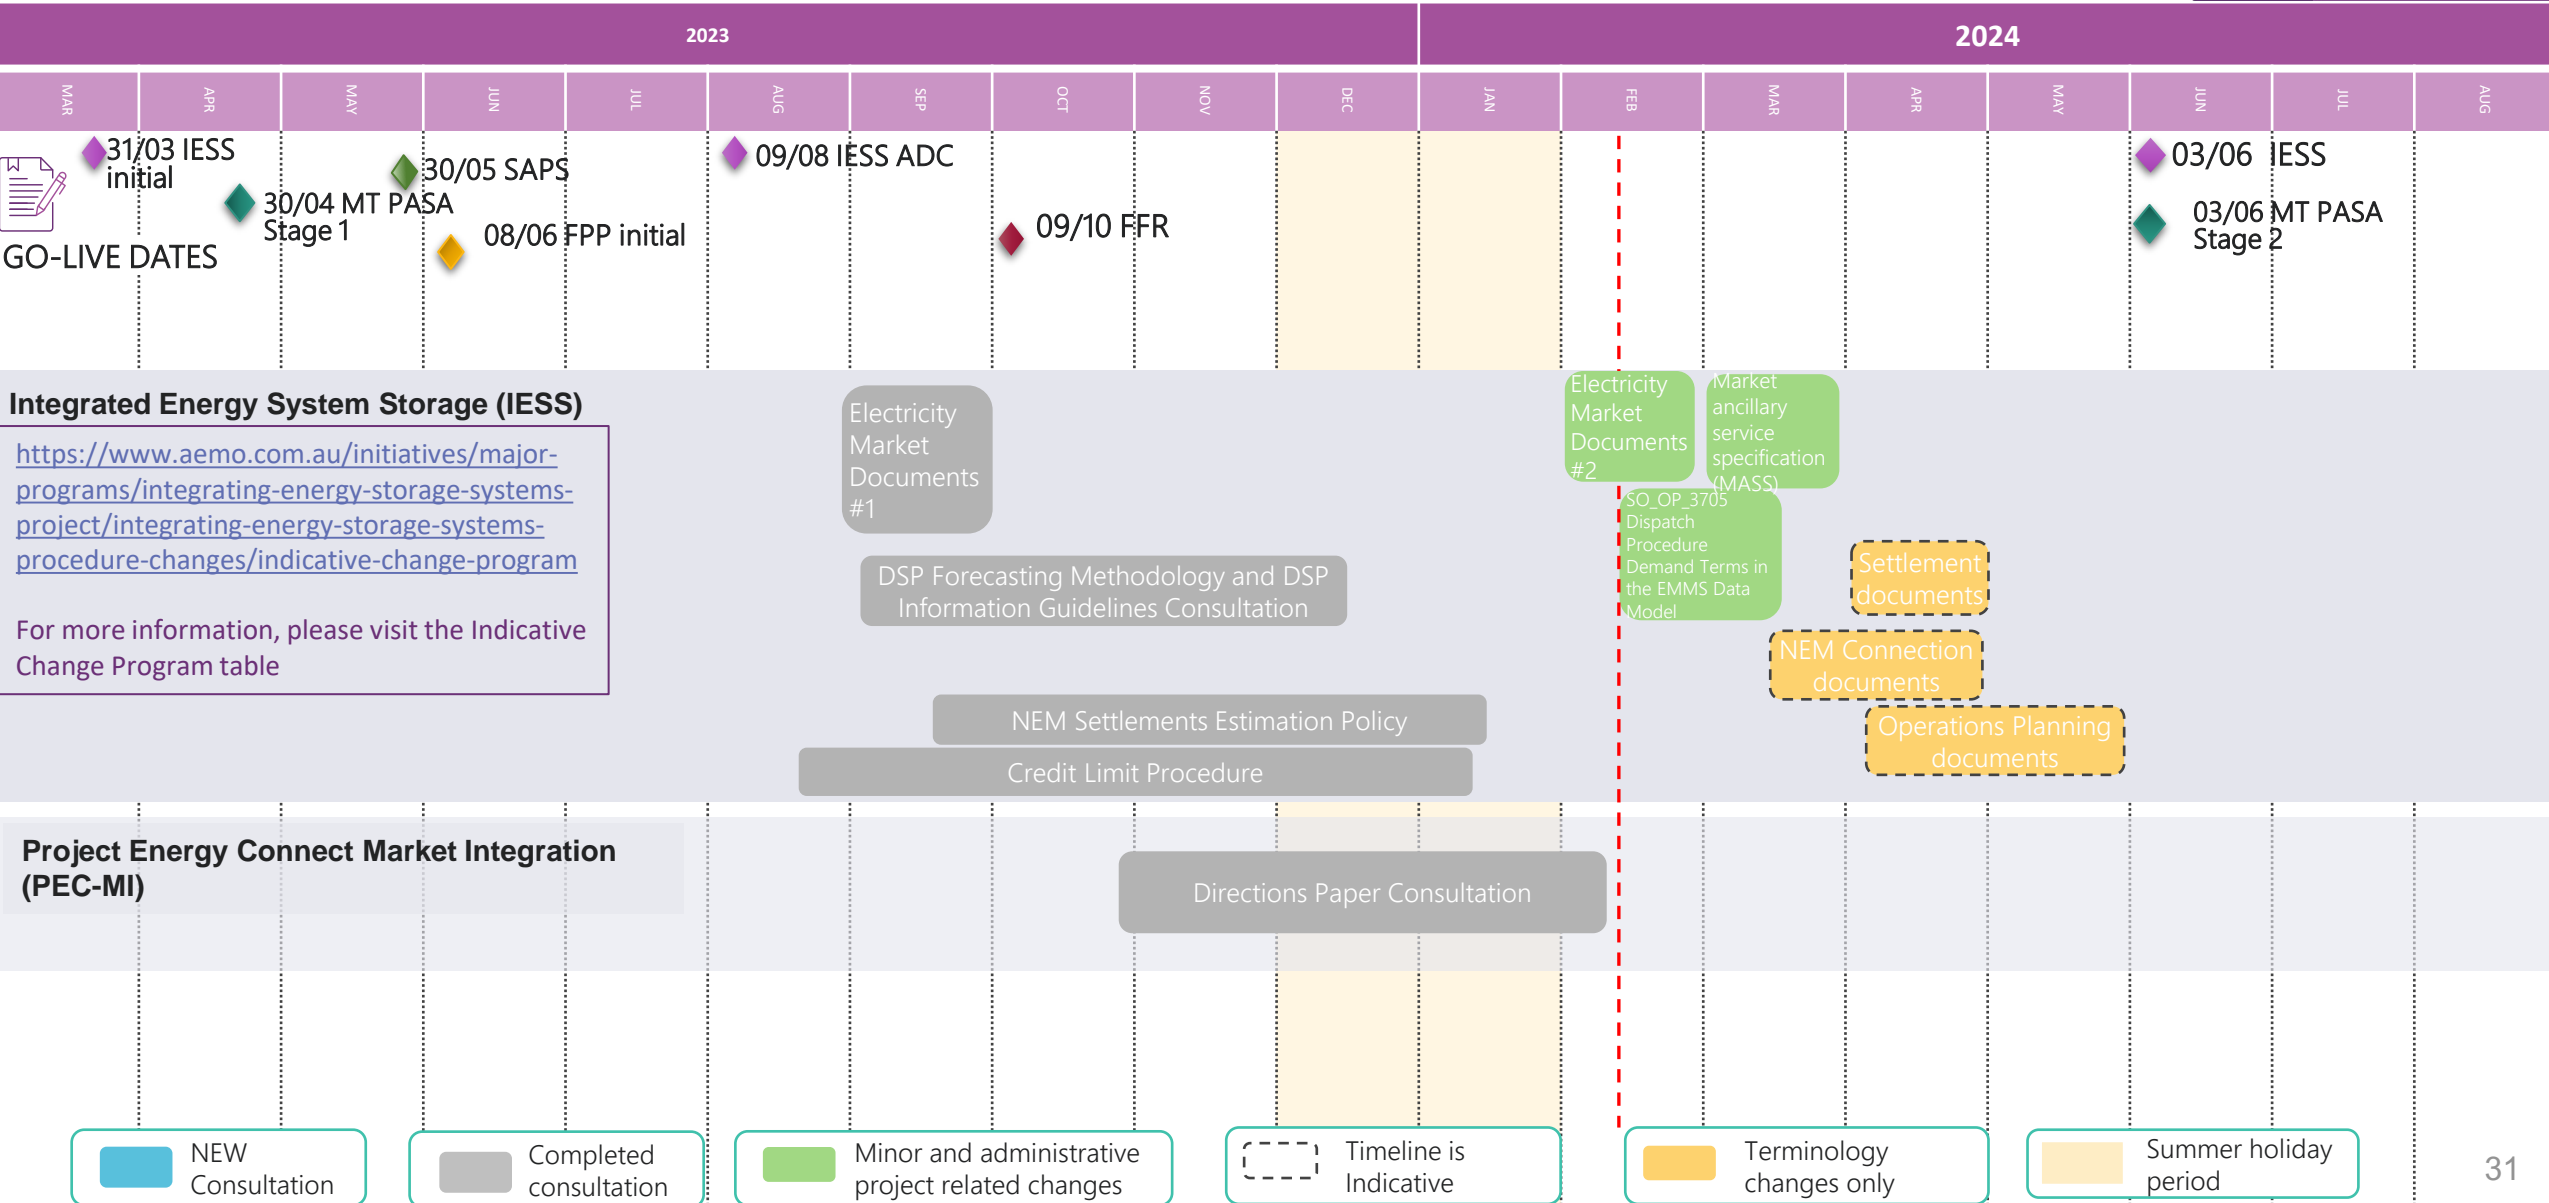 2023
2024
MAR
APR
MAY
JUN
JUL
AUG
SEP
OCT
NOV
DEC
JAN
FEB
MAR
APR
MAY
JUN
JUL
AUG
31/03 IESS
initial
30/04 MT PASA
Stage 1
30/05 SAPS
08/06 FPP initial
09/08 IESS ADC
09/10 FFR
03/06 IESS
03/06 MT PASA
Stage 2
GO-LIVE DATES
Integrated Energy System Storage (IESS)
https://www.aemo.com.au/initiatives/major-
programs/integrating-energy-storage-systems-
project/integrating-energy-storage-systems-
procedure-changes/indicative-change-program
For more information, please visit the Indicative
Change Program table
Electricity
Market
Documents
#1
DSP Forecasting Methodology and DSP
Information Guidelines Consultation
NEM Settlements Estimation Policy
Credit Limit Procedure
Electricity
Market
Documents
#2
Market
ancillary
service
specification
(MASS)
SO_OP_3705
Dispatch
Procedure
Demand Terms in
the EMMS Data
Model
Settlement
documents
NEM Connection
documents
Operations Planning
documents
Project Energy Connect Market Integration
(PEC-MI)
Directions Paper Consultation
NEW
Consultation
Completed
consultation
Minor and administrative
project related changes
Timeline is
Indicative
Terminology
changes only
Summer holiday
period
31